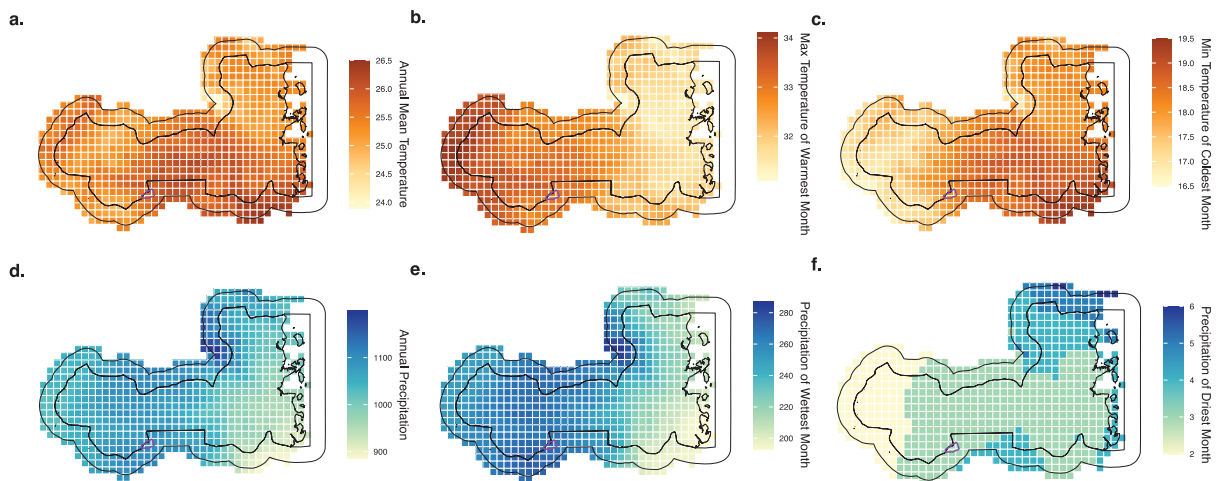 a.
26.5
26.0
25.5
25.0
24.5
24.0
Annual Mean Temperature
b.
34
33
32
Max Temperature of Warmest Month
c.
19.5
19.0
18.5
18.0
17.5
17.0
16.5
Min Temperature of Coldest Month
d.
1100
1000
900
Annual Precipitation
e.
280
260
240
220
200
Precipitation of Wettest Month
f.
6
5
4
3
2
Precipitation of Driest Month